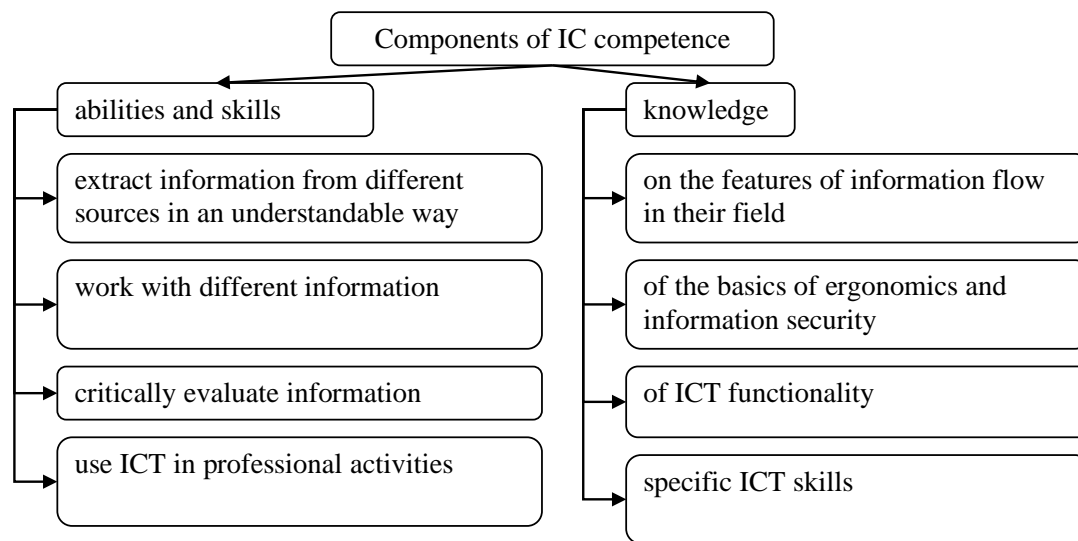 Components of IC competence
abilities and skills
extract information from different
sources in an understandable way
work with different information
critically evaluate information
use ICT in professional activities
knowledge
on the features of information flow
in their field
of the basics of ergonomics and
information security
of ICT functionality
specific ICT skills